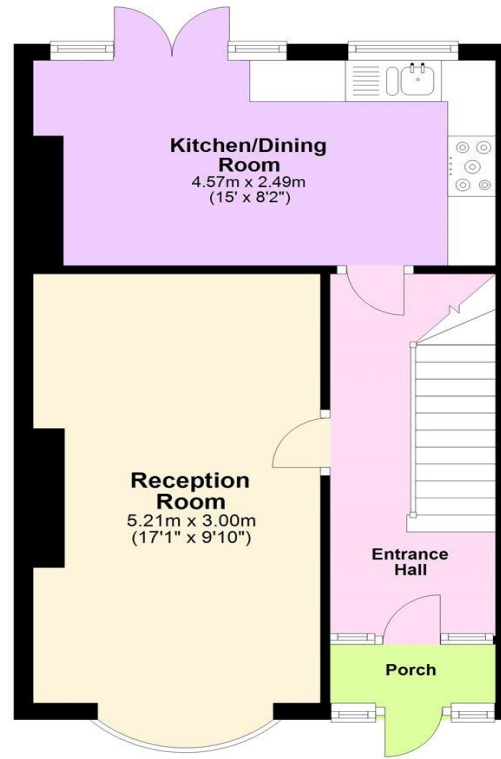 Kitchen/Dining
Room
4.57m x 2.49m
(15' x 8'2")
Reception
Room
5.21m x 3.00m
(17'1" x 9'10")
Entrance
Hall
Porch